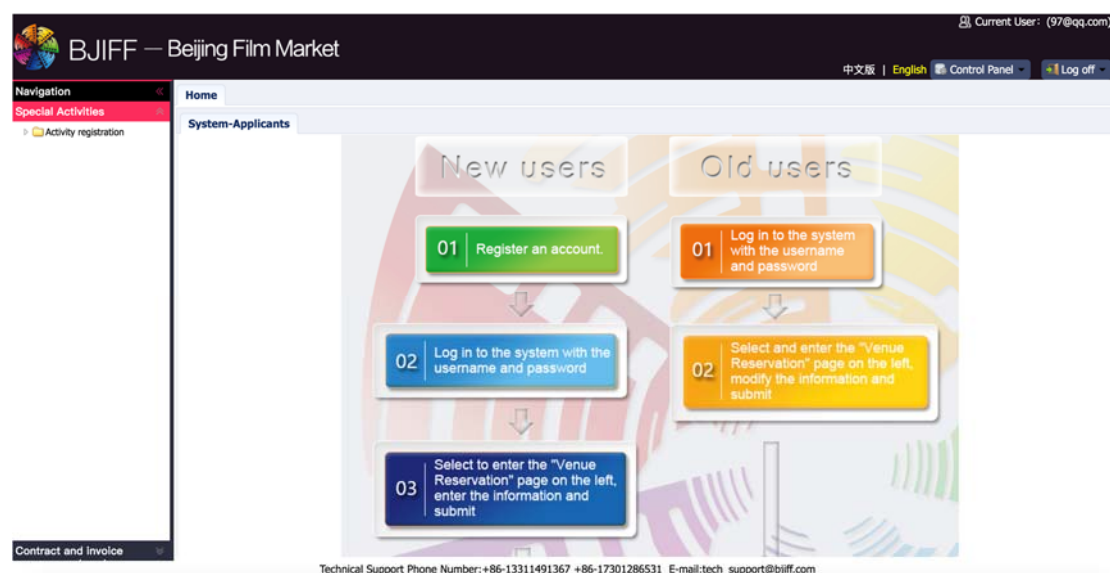 Current User: (97@qq.com)
BJIFF — Beijing Film Market
中文版 | English Control Panel Log off
Navigation
Special Activities
Activity registration
Home
System-Applicants
New users
01 Register an account.
02 Log in to the system with the
username and password
03 Select to enter the "Venue
Reservation" page on the left,
enter the information and
submit
Old users
01 Log in to the system
with the username
and password
02 Select and enter the "Venue
Reservation" page on the left,
modify the information and
submit
Contract and invoice
Technical Support Phone Number:+86-13311491367 +86-17301286531 E-mail:tech_support@bjiff.com